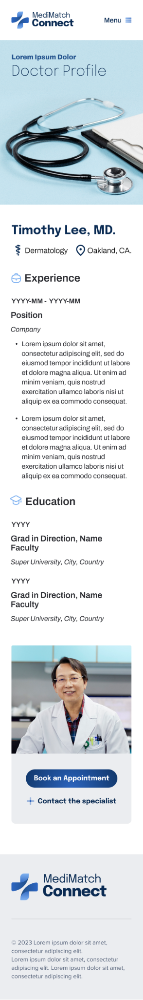 MediMatch
Connect
Menu
Lorem Ipsum Dolor
Doctor Profile
Timothy Lee, MD.
Dermatology
Oakland, CA.
Experience
YYYY-MM - YYYY-MM
Position
Company
• Lorem ipsum dolor sit amet,
consectetur adipiscing elit, sed do
eiusmod tempor incididunt ut labore
et dolore magna aliqua. Ut enim ad
minim veniam, quis nostrud
exercitation ullamco laboris nisi ut
aliquip ex ea commodo consequat.
• Lorem ipsum dolor sit amet,
consectetur adipiscing elit, sed do
eiusmod tempor incididunt ut labore
et dolore magna aliqua. Ut enim ad
minim veniam, quis nostrud
exercitation ullamco laboris nisi ut
aliquip ex ea commodo consequat.
Education
YYYY
Grad in Direction, Name
Faculty
Super University, City, Country
YYYY
Grad in Direction, Name
Faculty
Super University, City, Country
Book an Appointment
Contact the specialist
MediMatch
Connect
© 2023 Lorem ipsum dolor sit amet,
consectetur adipiscing elit.
Lorem ipsum dolor sit amet, consectetur
adipiscing elit. Lorem ipsum dolor sit amet,
consectetur adipiscing elit.